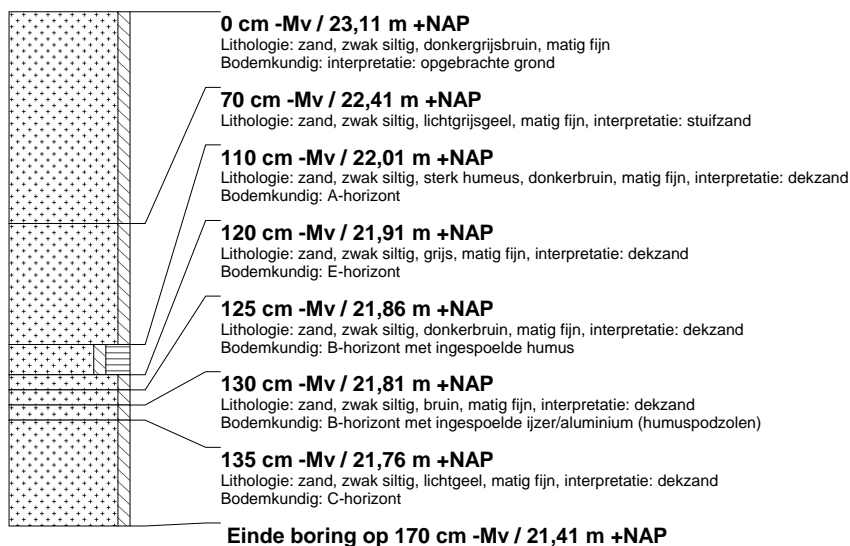 0 cm -Mv / 23,11 m +NAP
Lithologie: zand, zwak siltig, donkergrijsbruin, matig fijn
Bodemkundig: interpretatie: opgebrachte grond
70 cm -Mv / 22,41 m +NAP
Lithologie: zand, zwak siltig, lichtgrijsgeel, matig fijn, interpretatie: stuifzand
110 cm -Mv / 22,01 m +NAP
Lithologie: zand, zwak siltig, sterk humeus, donkerbruin, matig fijn, interpretatie: dekzand
Bodemkundig: A-horizont
120 cm -Mv / 21,91 m +NAP
Lithologie: zand, zwak siltig, grijs, matig fijn, interpretatie: dekzand
Bodemkundig: E-horizont
125 cm -Mv / 21,86 m +NAP
Lithologie: zand, zwak siltig, donkerbruin, matig fijn, interpretatie: dekzand
Bodemkundig: B-horizont met ingespoelde humus
130 cm -Mv / 21,81 m +NAP
Lithologie: zand, zwak siltig, bruin, matig fijn, interpretatie: dekzand
Bodemkundig: B-horizont met ingespoelde ijzer/aluminium (humuspodzolen)
135 cm -Mv / 21,76 m +NAP
Lithologie: zand, zwak siltig, lichtgeel, matig fijn, interpretatie: dekzand
Bodemkundig: C-horizont
Einde boring op 170 cm -Mv / 21,41 m +NAP